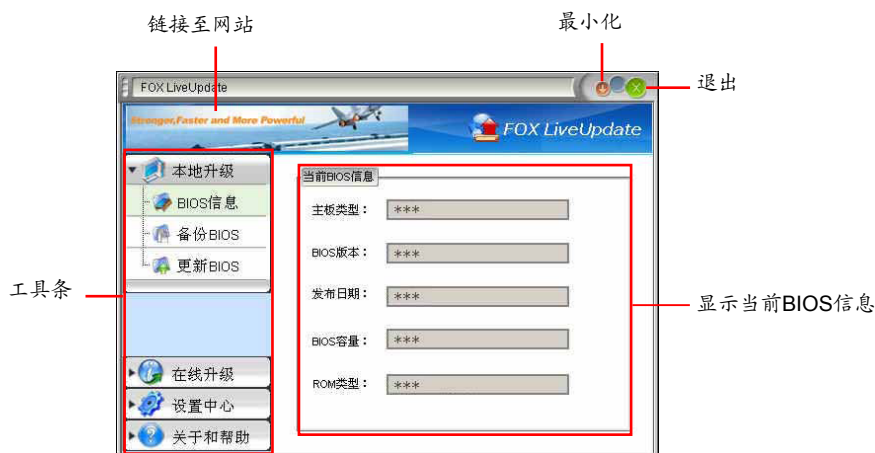 链接至网站
最小化
退出
FOX LiveUpdate
Stronger,Faster and More Powerful
FOX LiveUpdate
本地升级
BIOS信息
备份BIOS
更新BIOS
工具条
在线升级
设置中心
关于和帮助
当前BIOS信息
主板类型： ***
BIOS版本： ***
发布日期： ***
BIOS容量： ***
ROM类型： ***
显示当前BIOS信息